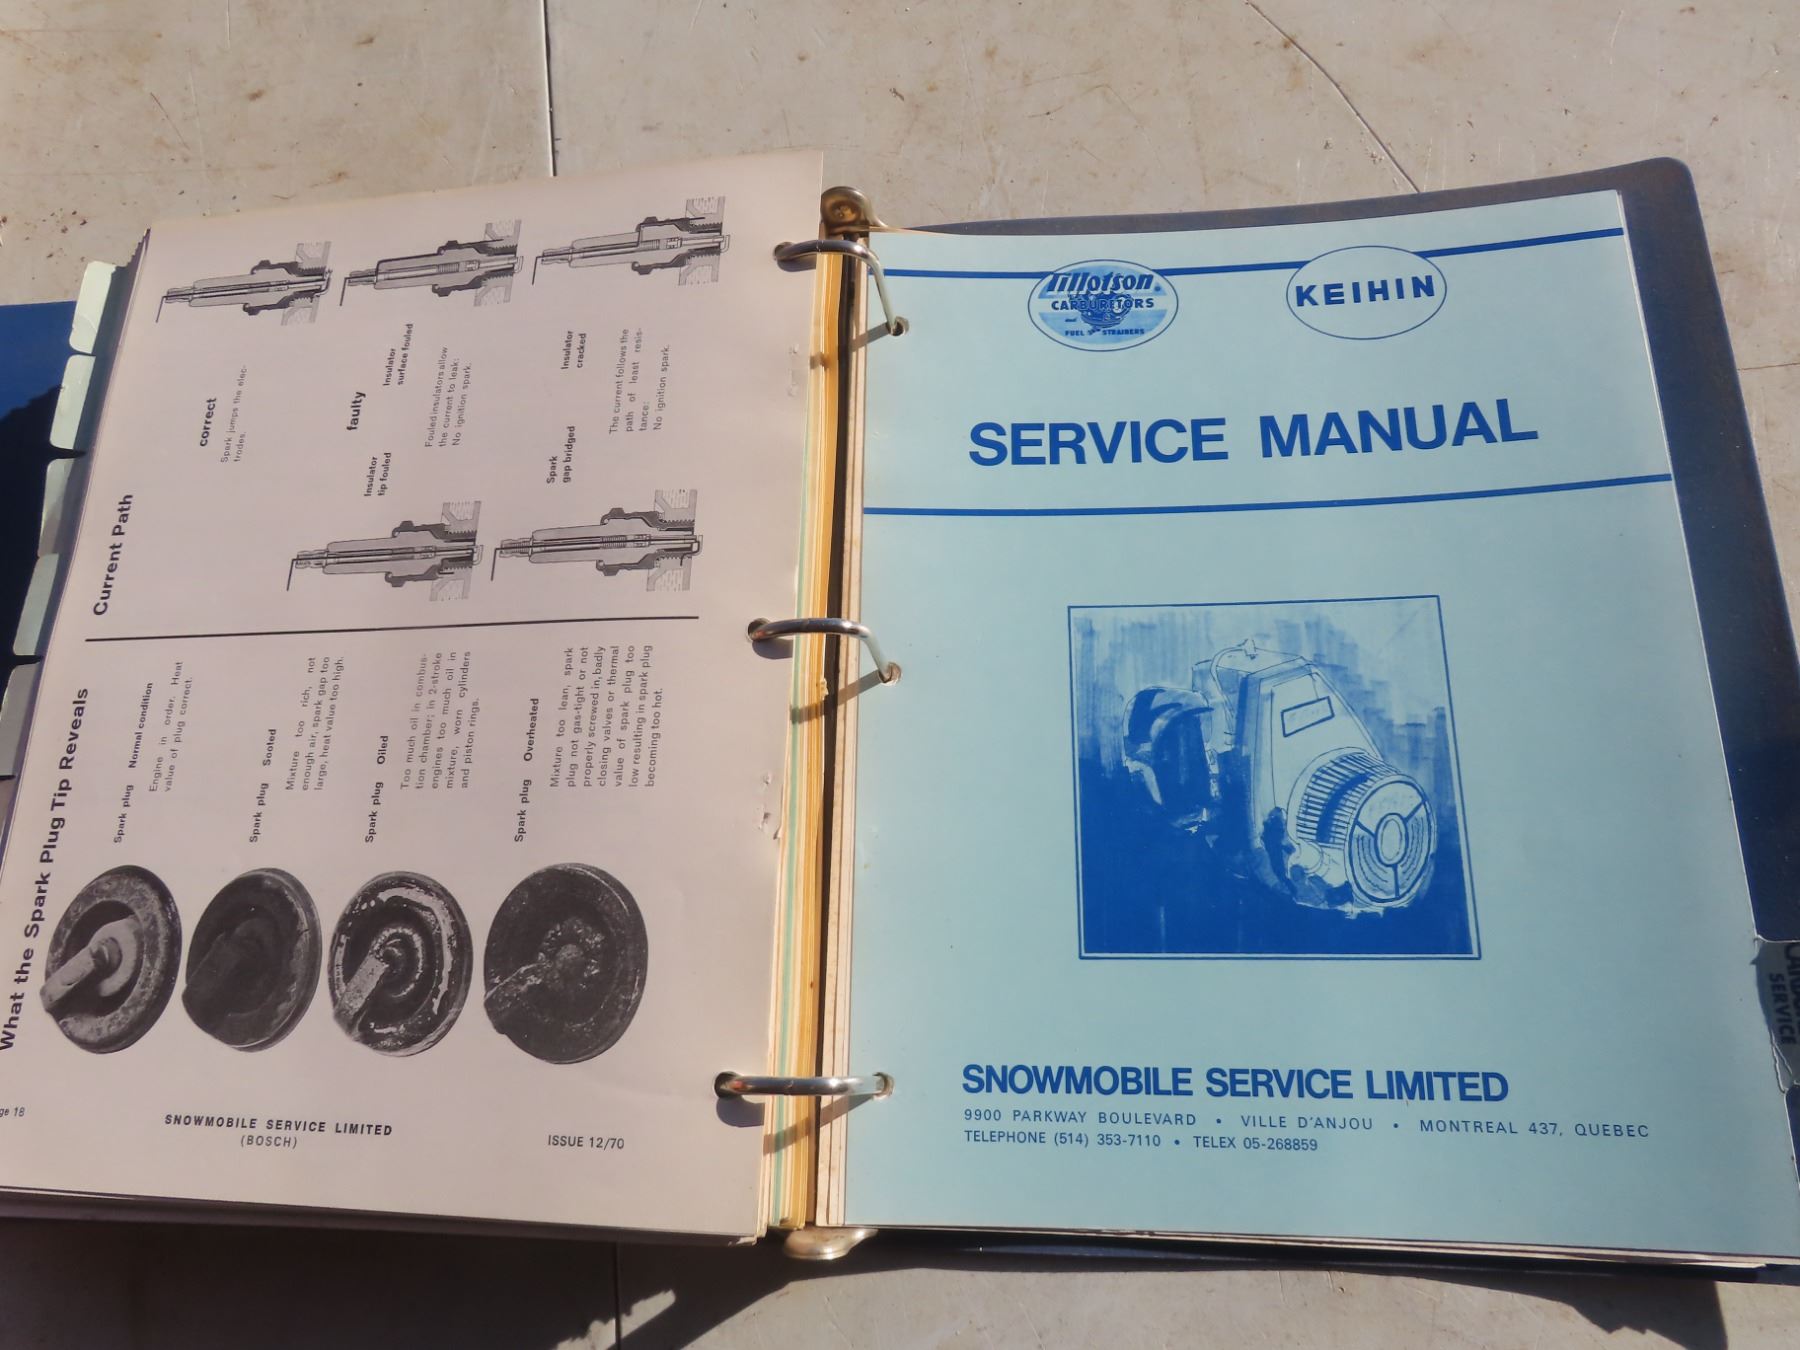 What the Spark Plug Tip Reveals
Spark plug Normal condition
Engine in order. Heat
value of plug correct.
Spark plug Sooted
Mixture too rich, not
enough air, spark gap too
large, heat value too high.
Spark plug Oiled
Too much oil in combus-
tion chamber; in 2-stroke
engines too much oil in
mixture, worn cylinders
and piston rings.
Spark plug Overheated
Mixture too lean, spark
plug not gas-tight or not
properly screwed in, badly
closing valves or thermal
value of spark plug too
low resulting in spark plug
becoming too hot.
Current Path
correct
Spark jumps the elec-
trodes.
faulty
Insulator
tip fouled
Insulator
surface fouled
Fouled insulators allow
the current to leak:
No ignition spark.
Spark
gap bridged
Insulator
cracked
The current follows the
path of least resis-
tance:
No ignition spark.
18
SNOWMOBILE SERVICE LIMITED
(BOSCH)
ISSUE 12/70
Tillotson
CARBURETORS
and
FUEL STRAINERS
KEIHIN
SERVICE MANUAL
SNOWMOBILE SERVICE LIMITED
9900 PARKWAY BOULEVARD • VILLE D'ANJOU • MONTREAL 437, QUEBEC
TELEPHONE (514) 353-7110 • TELEX 05-268859
SERVICE